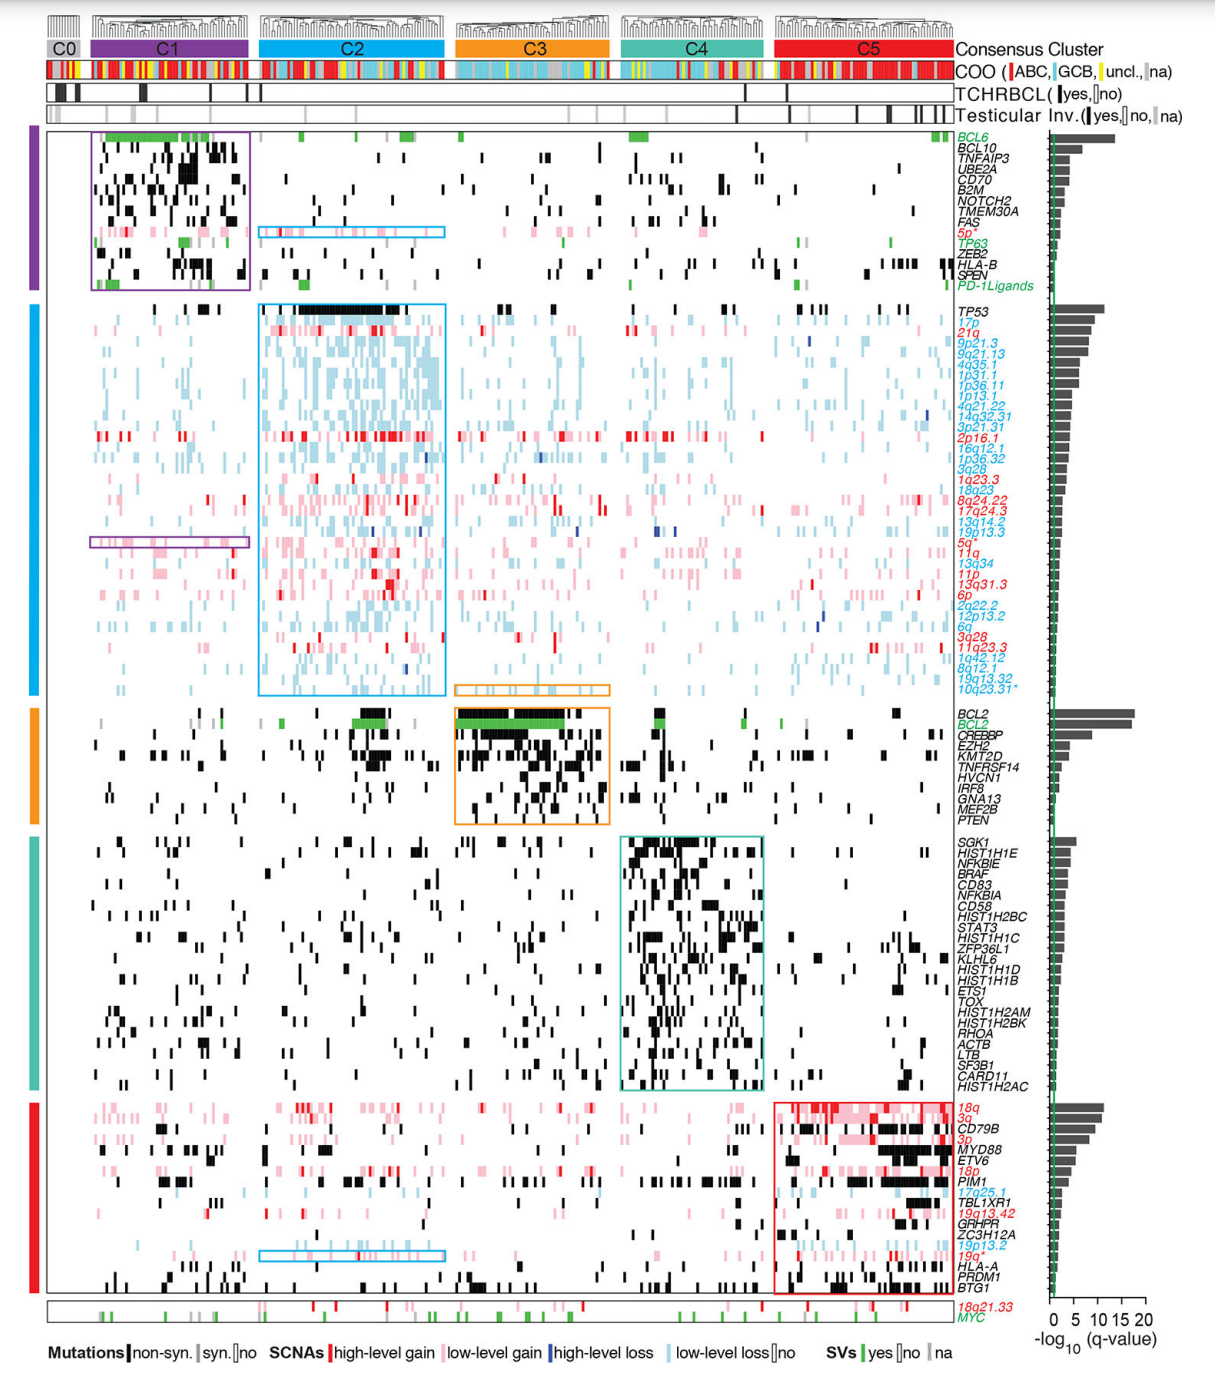 C0 C1 C2 C3 C4 C5 Consensus Cluster
COO (ABC, GCB, uncl., na)
TCHRBCL (yes, no)
Testicular Inv. (yes, no, na)
BCL6
BCL10
TNFAIP3
UBE2A
CD70
B2M
NOTCH2
TMEM30A
FAS
5p*
TP63
ZEB2
HLA-B
SPEN
PD-1Ligands
TP53
17p
21q
9p21.3
9q21.13
4q35.1
1p31.1
1p36.11
1p13.1
4q21.22
14q32.31
3p21.31
2p16.1
16q12.1
1p36.32
3q28
1q23.3
18q23
8q24.22
17q24.3
13q14.2
19p13.3
5q*
11q
13q34
11p
13q31.3
6p
2q22.2
12p13.2
6q
3q28
11q23.3
1q42.12
8q12.1
19q13.32
10q23.31*
BCL2
BCL2
CREBBP
EZH2
KMT2D
TNFRSF14
HVCN1
IRF8
GNA13
MEF2B
PTEN
SGK1
HIST1H1E
NFKBIE
BRAF
CD83
NFKBIA
CD58
HIST1H2BC
STAT3
HIST1H1C
ZFP36L1
KLHL6
HIST1H1D
HIST1H1B
ETS1
TOX
HIST1H2AM
HIST1H2BK
RHOA
ACTB
LTB
SF3B1
CARD11
HIST1H2AC
18q
3q
CD79B
3p
MYD88
ETV6
18p
PIM1
17q25.1
TBL1XR1
19q13.42
GRHPR
ZC3H12A
19p13.2
19q*
HLA-A
PRDM1
BTG1
18q21.33
MYC
0 5 10 15 20
-log10 (q-value)
Mutations non-syn. syn. no SCNAs high-level gain low-level gain high-level loss low-level loss no SVs yes no na